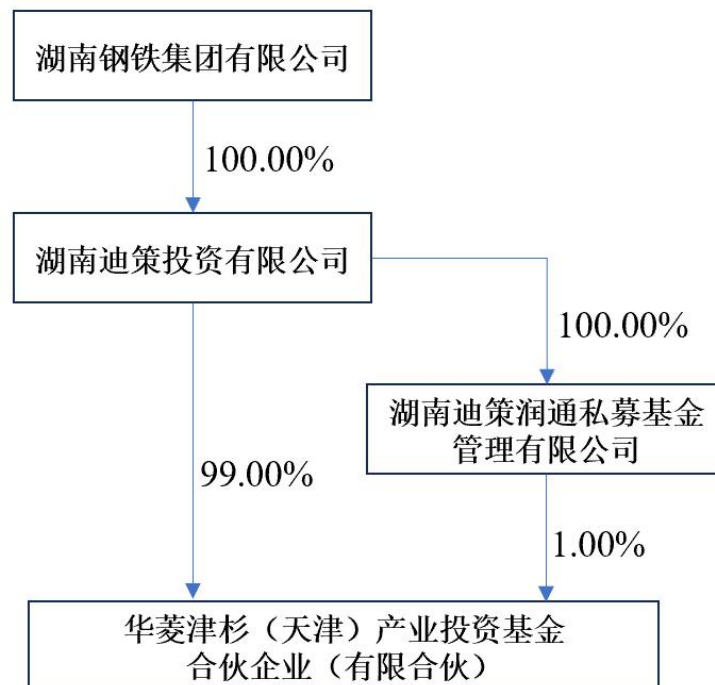 湖南钢铁集团有限公司
100.00%
湖南迪策投资有限公司
100.00%
湖南迪策润通私募基金
管理有限公司
99.00%
1.00%
华菱津杉（天津）产业投资基金
合伙企业（有限合伙）